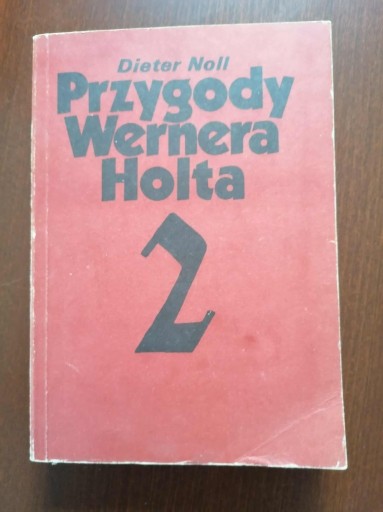 Dieter Noll
Przygody
Wernera
Holta
2